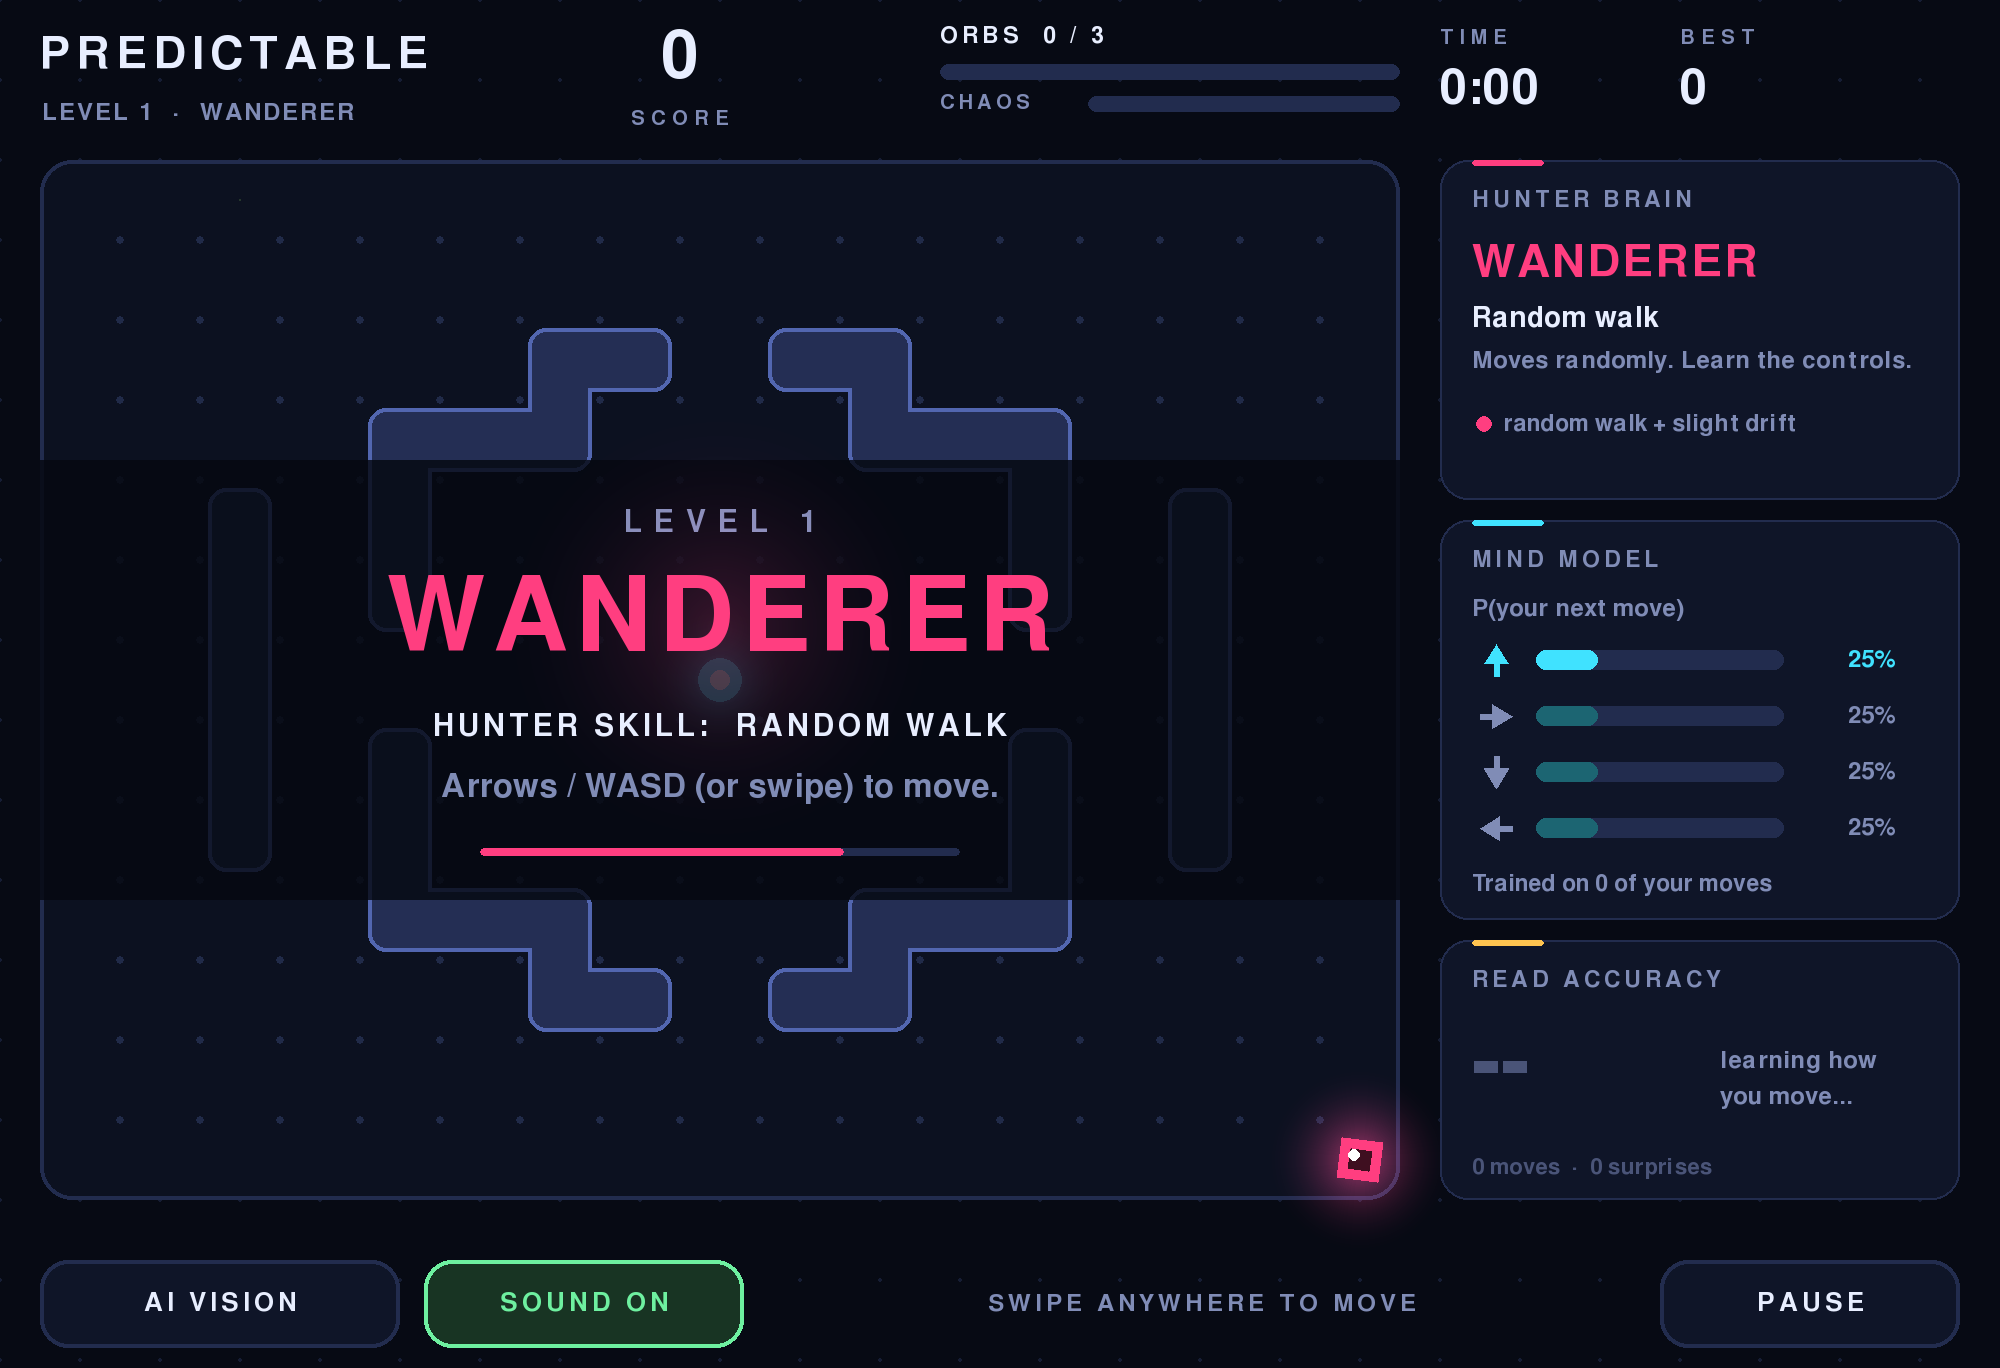 PREDICTABLE
LEVEL 1 · WANDERER
0
SCORE
ORBS 0 / 3
CHAOS
TIME
0:00
BEST
0
LEVEL 1
WANDERER
HUNTER SKILL: RANDOM WALK
Arrows / WASD (or swipe) to move.
HUNTER BRAIN
WANDERER
Random walk
Moves randomly. Learn the controls.
random walk + slight drift
MIND MODEL
P(your next move)
25%
25%
25%
25%
Trained on 0 of your moves
READ ACCURACY
--
learning how
you move...
0 moves · 0 surprises
AI VISION
SOUND ON
SWIPE ANYWHERE TO MOVE
PAUSE